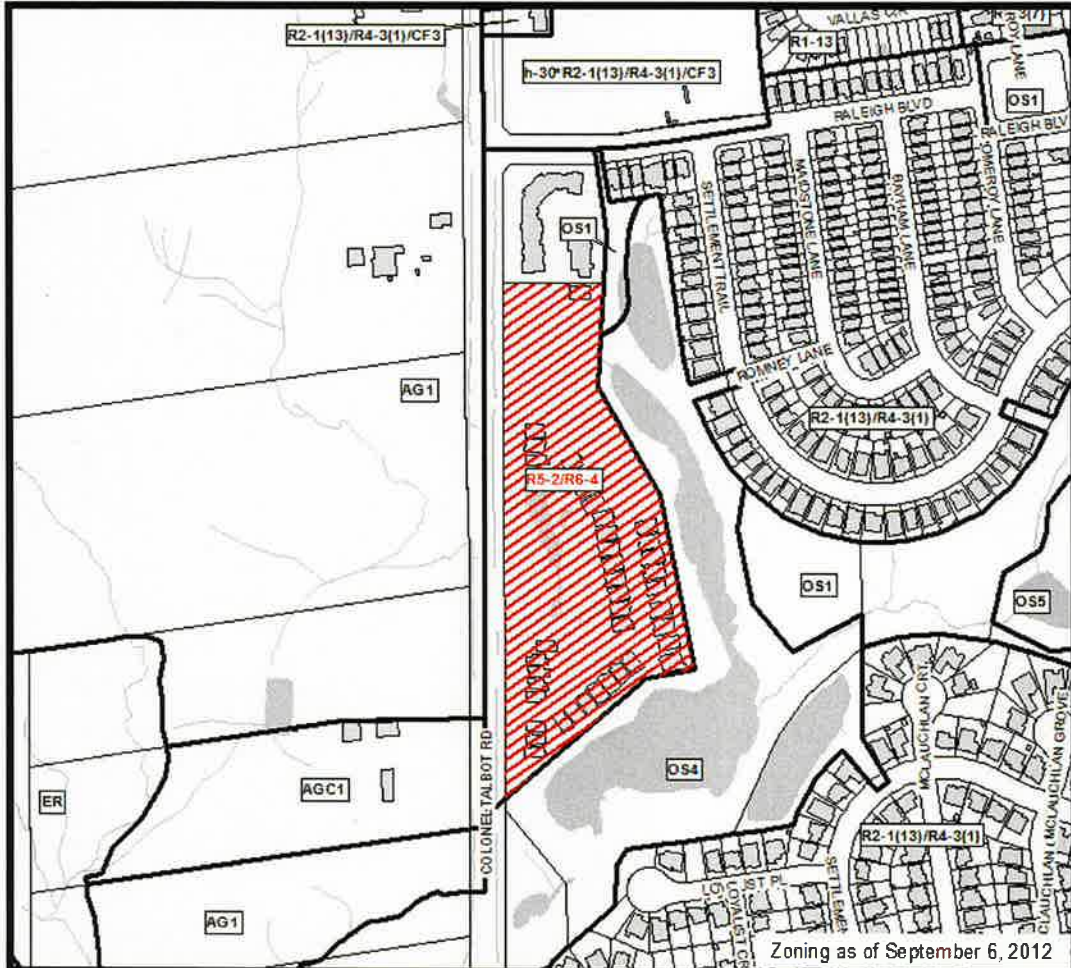 R2-1(13)/R4-3(1)/CF3
VALLAS CIR
R1-13
h-30*R2-1(13)/R4-3(1)/CF3
OS1
RALEIGH BLVD
RALEIGH BLV
POMEROY LANE
SETTLEMENT TRAIL
MAIDSTONE LANE
BAYHAM LANE
OS1
ROMNEY LANE
AG1
R2-1(13)/R4-3(1)
R5-2/R6-4
OS1
OS5
COLONEL TALBOT RD
OS4
MCLAUCHLAN CRT
MCLAUCHLAN GROVE
ER
AGC1
R2-1(13)/R4-3(1)
AG1
LOYALIST CR
SETTLEMEN
Zoning as of September 6, 2012